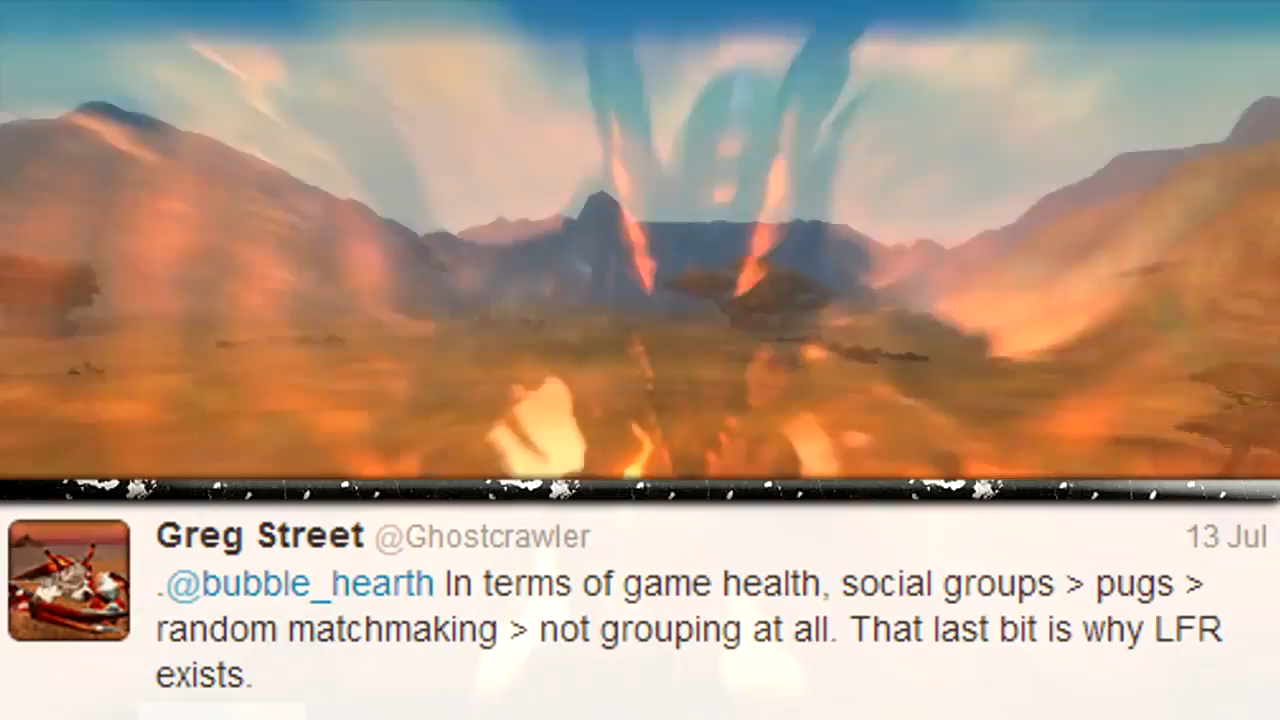 Greg Street @Ghostcrawler 13 Jul
.@bubble_hearth In terms of game health, social groups > pugs >
random matchmaking > not grouping at all. That last bit is why LFR
exists.